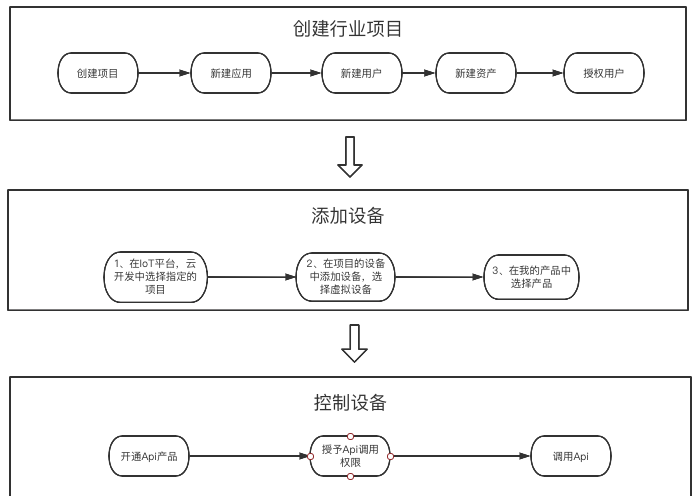 创建行业项目
创建项目
新建应用
新建用户
新建资产
授权用户
添加设备
1、在IoT平台，云
开发中选择指定的
项目
2、在项目的设备
中添加设备，选
择虚拟设备
3、在我的产品中
选择产品
控制设备
开通Api产品
授予Api调用
权限
调用Api